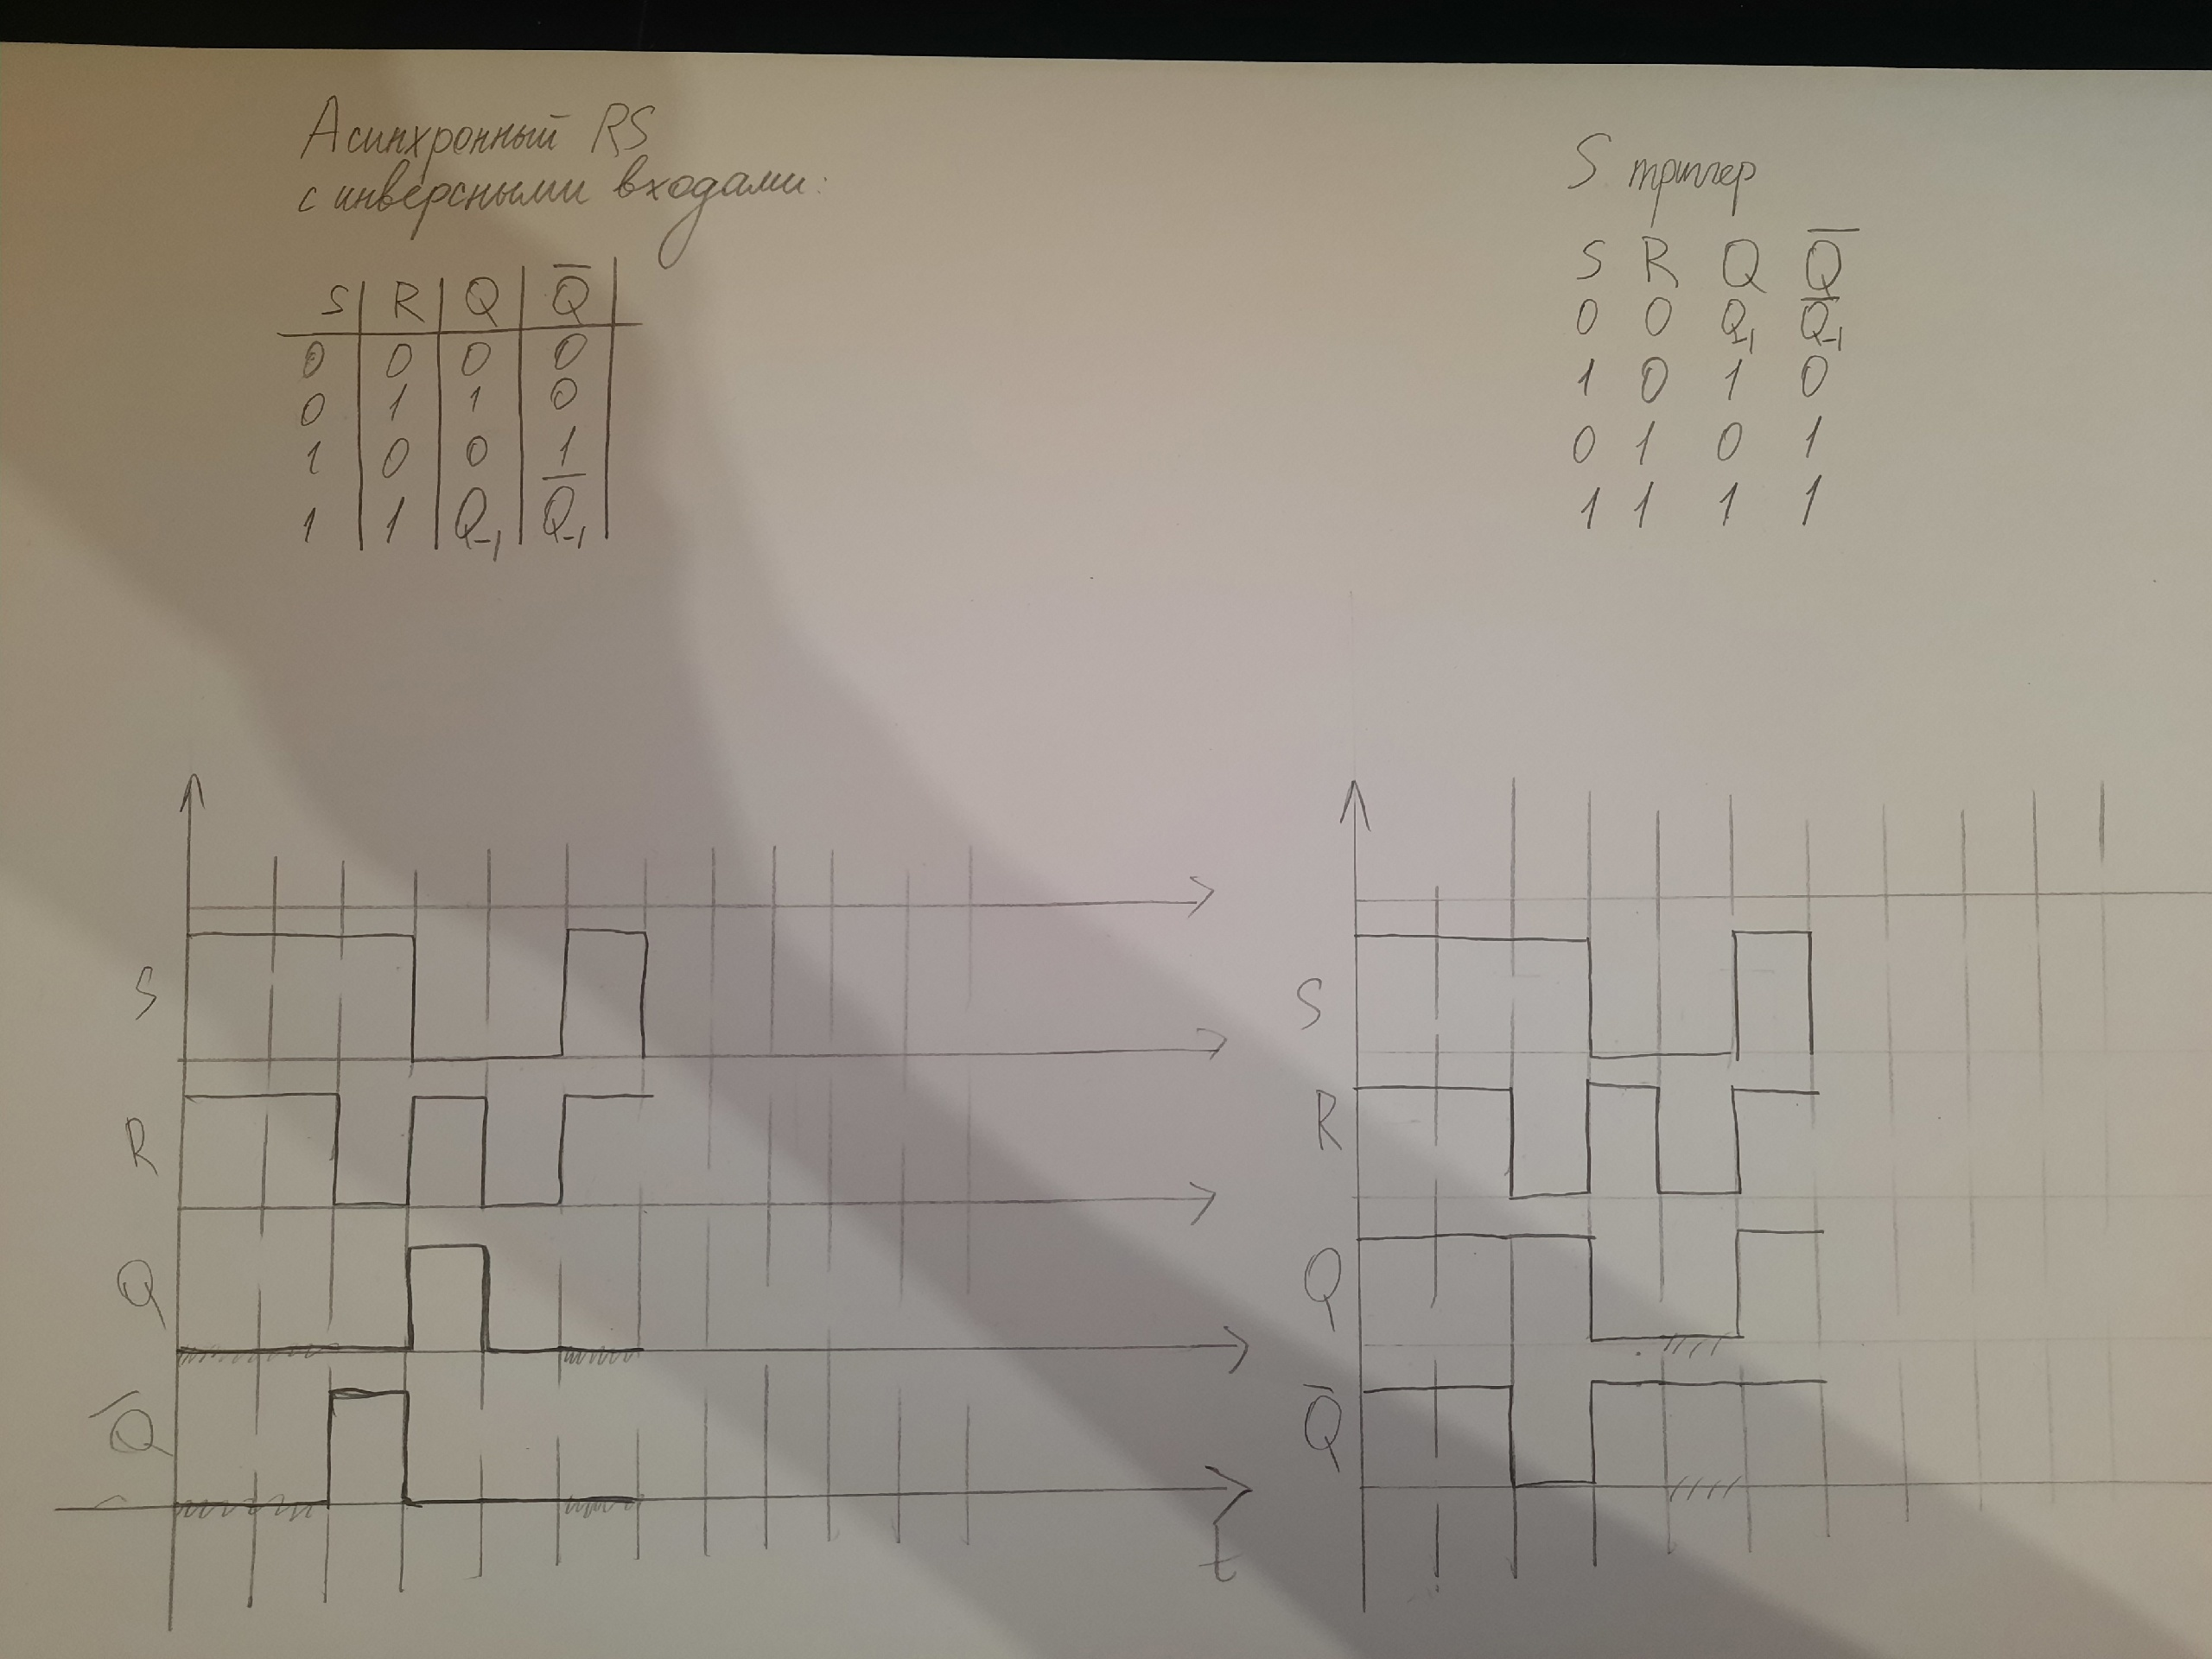 Асинхронный RS
с инверсными входами:
S R Q Q̅
0 0 0 0
0 1 1 0
1 0 0 1
1 1 Q₋₁ Q̅₋₁
S триггер
S R Q Q̅
0 0 Q₋₁ Q̅₋₁
1 0 1 0
0 1 0 1
1 1 1 1
S
R
Q
Q̅
t
S
R
Q
Q̅